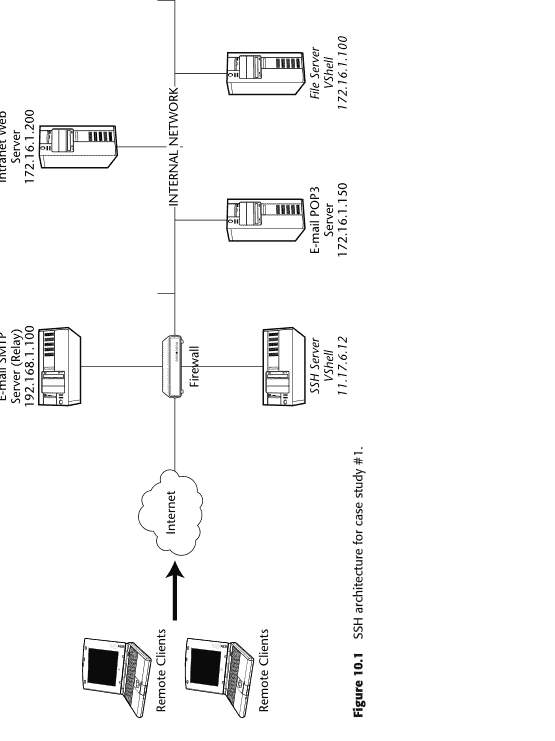 Intranet Web
Server
172.16.1.200
E-mail SMTP
Server (Relay)
192.168.1.100
INTERNAL NETWORK
File Server
VShell
172.16.1.100
E-mail POP3
Server
172.16.1.150
Firewall
SSH Server
VShell
11.17.6.12
Internet
Remote Clients
Remote Clients
Figure 10.1 SSH architecture for case study #1.